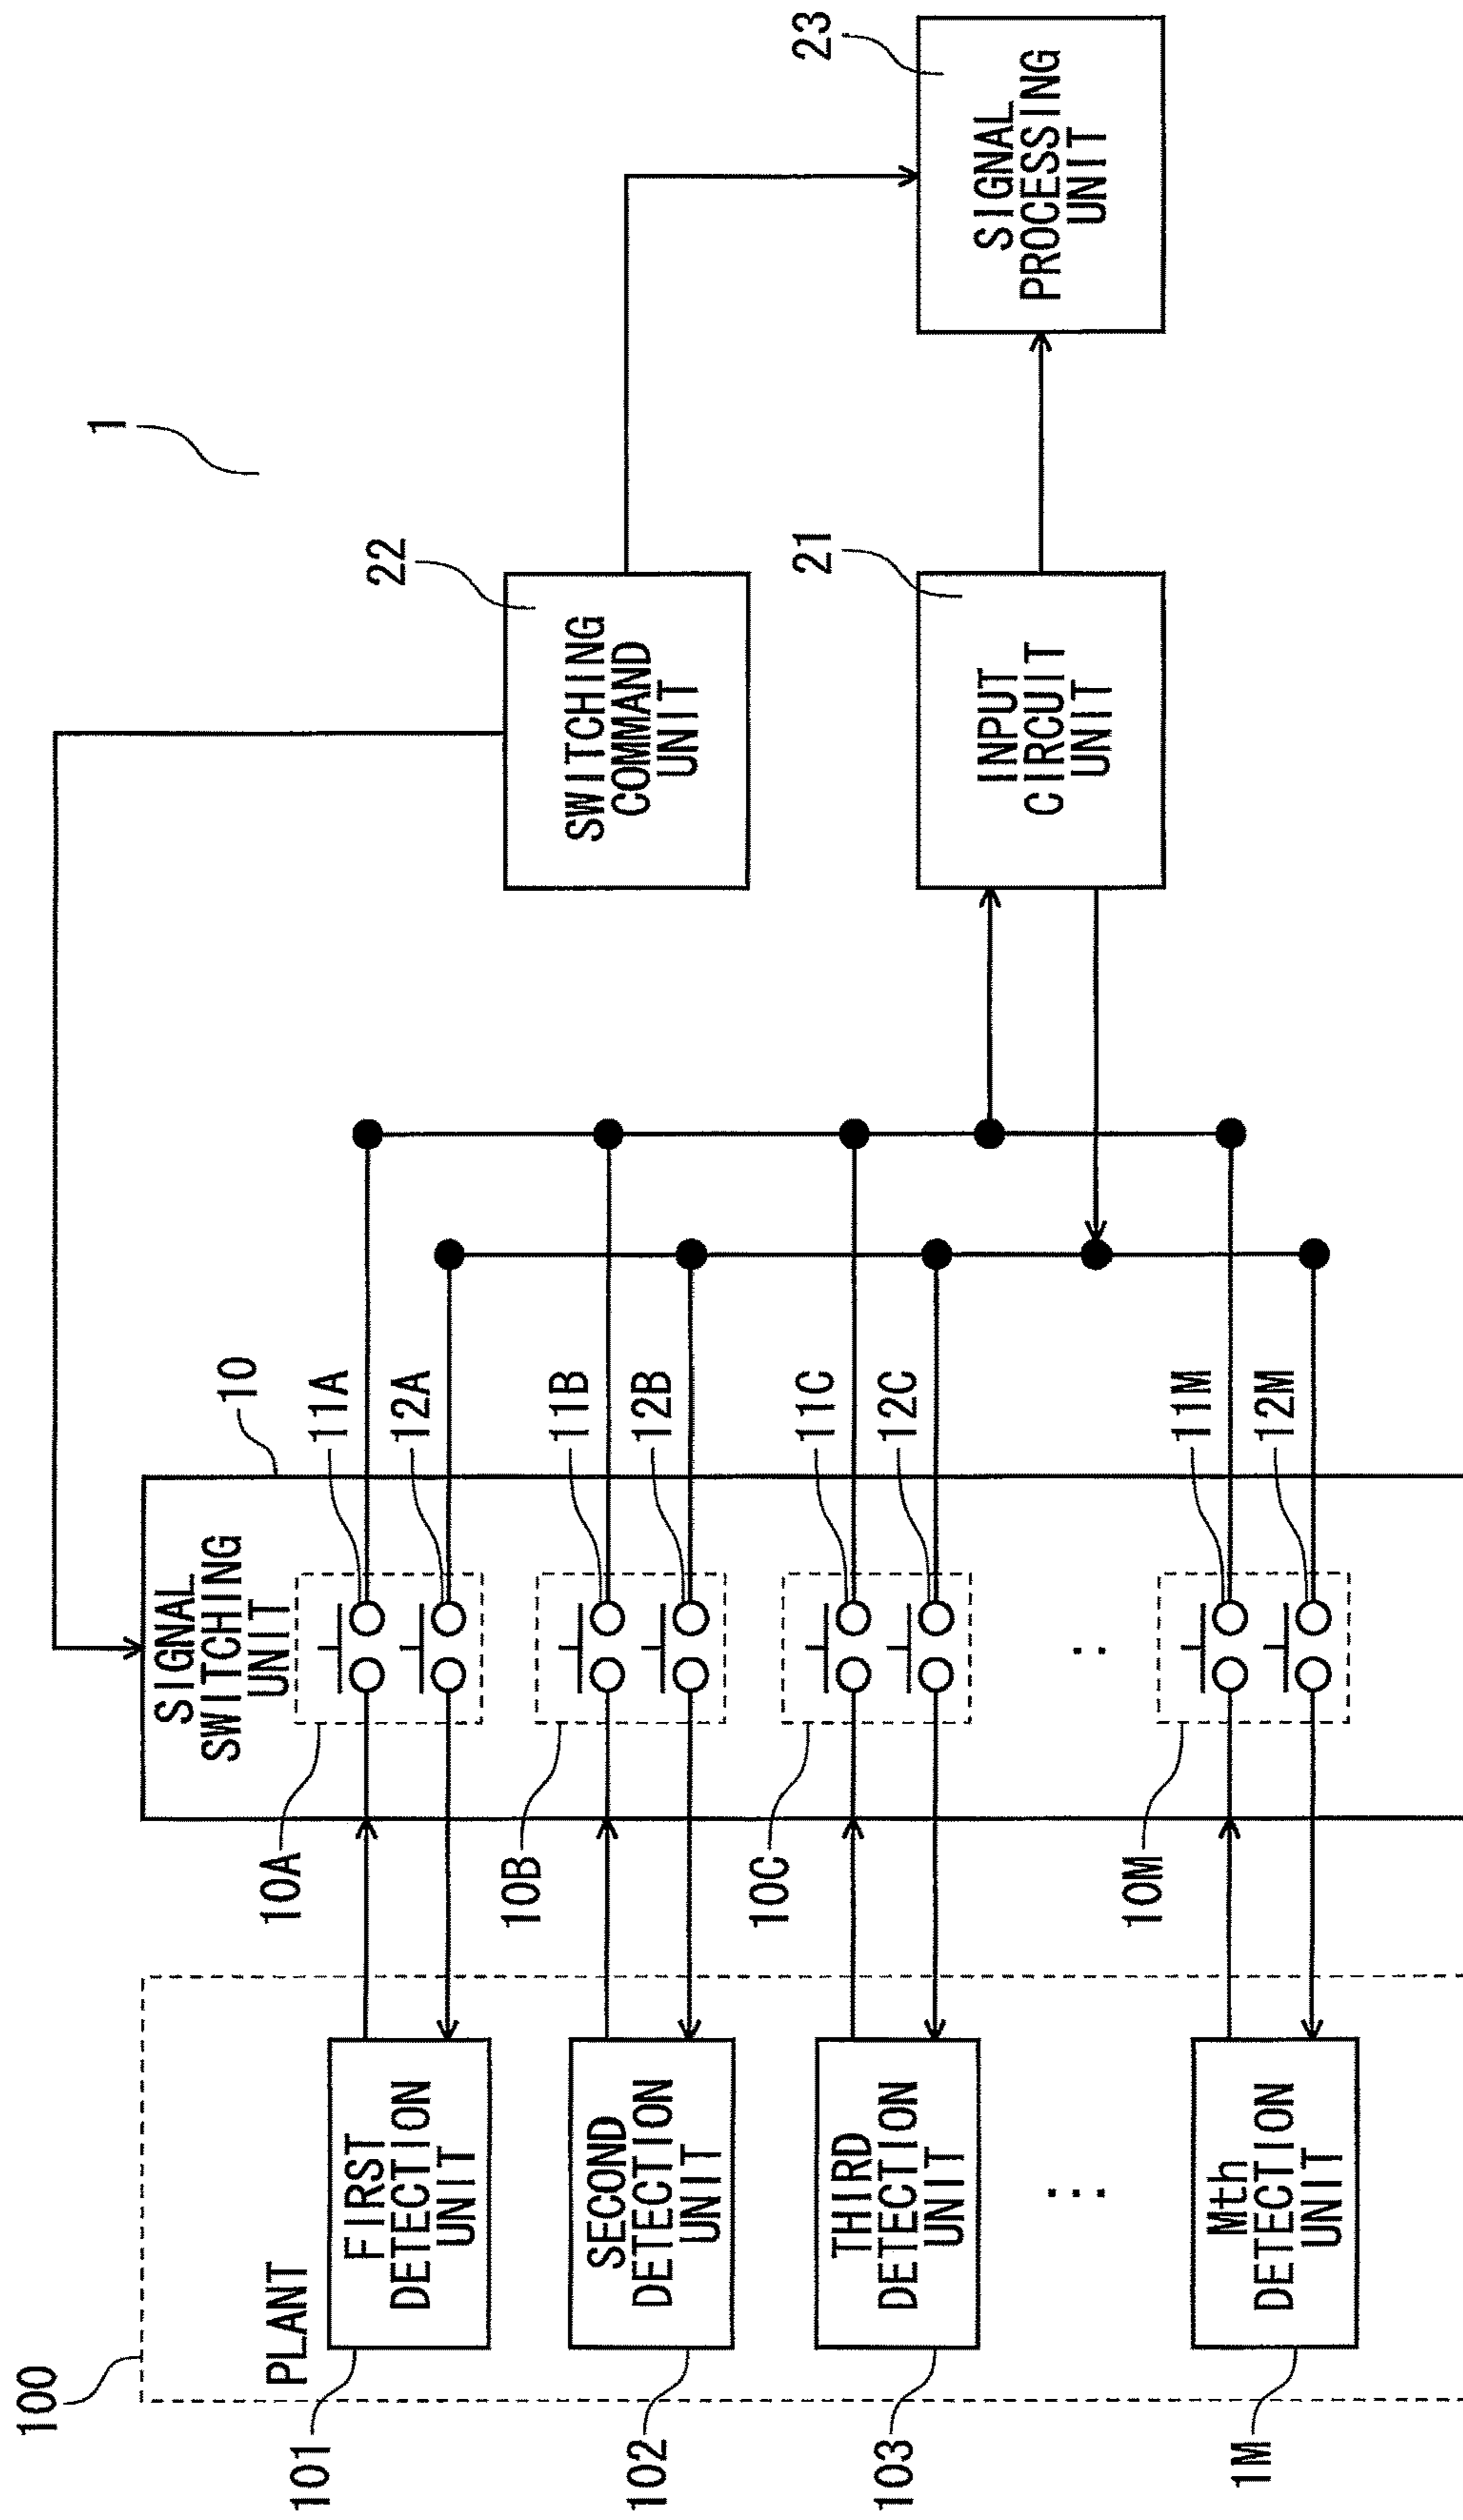 100
PLANT
101
FIRST
DETECTION
UNIT
102
SECOND
DETECTION
UNIT
103
THIRD
DETECTION
UNIT
...
1M
Mth
DETECTION
UNIT
10
SIGNAL
SWITCHING
UNIT
10A
11A
12A
10B
11B
12B
10C
11C
12C
10M
11M
12M
1
22
SWITCHING
COMMAND
UNIT
21
INPUT
CIRCUIT
UNIT
23
SIGNAL
PROCESSING
UNIT